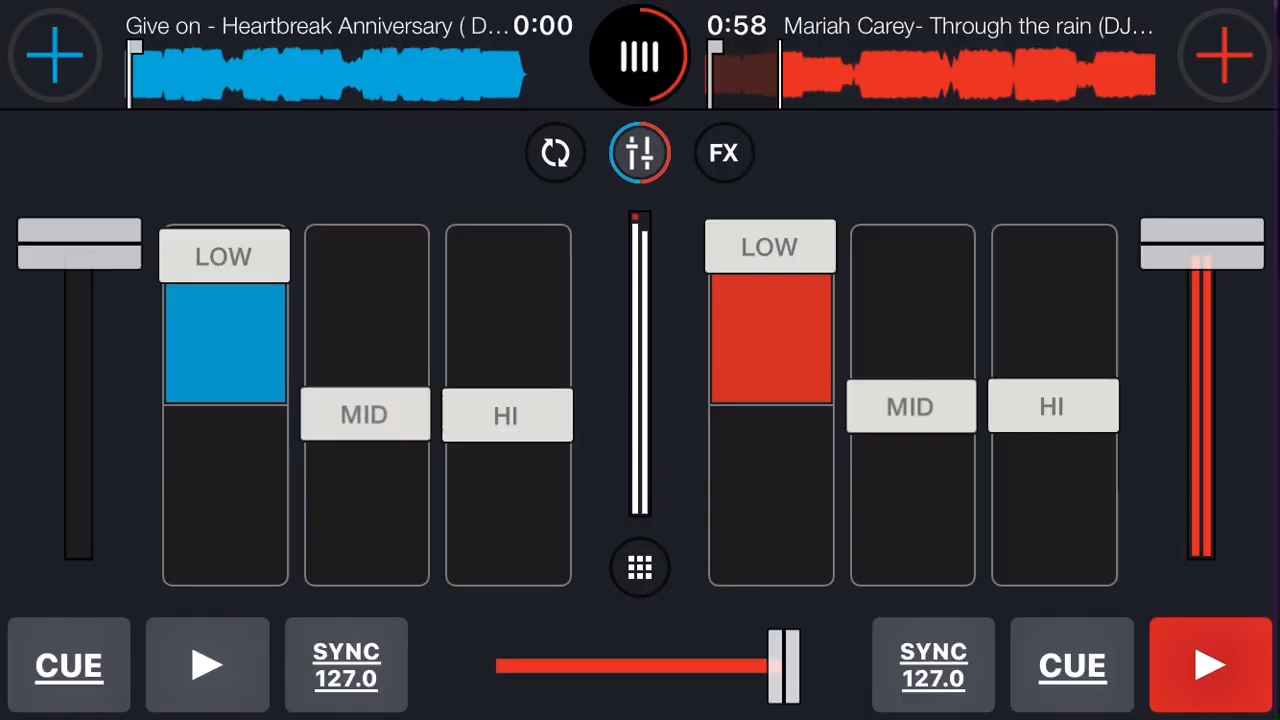 Give on - Heartbreak Anniversary ( D... 0:00
0:58 Mariah Carey- Through the rain (DJ...
FX
LOW
MID
HI
LOW
MID
HI
CUE
SYNC
127.0
SYNC
127.0
CUE